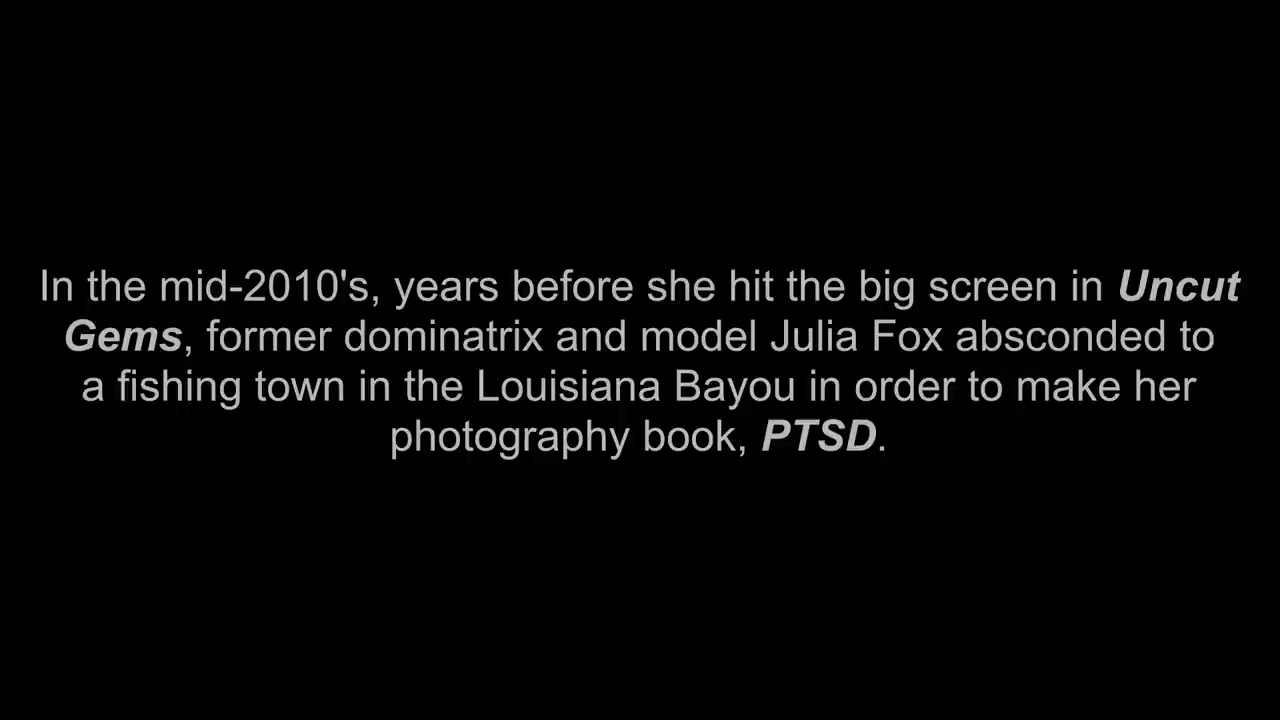 In the mid-2010's, years before she hit the big screen in Uncut
Gems, former dominatrix and model Julia Fox absconded to
a fishing town in the Louisiana Bayou in order to make her
photography book, PTSD.